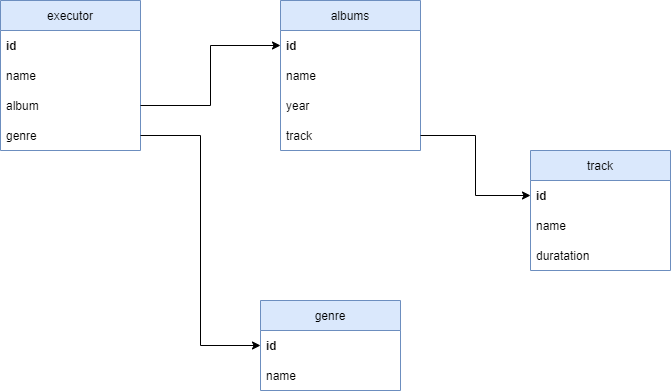 executor
id
name
album
genre
albums
id
name
year
track
track
id
name
duratation
genre
id
name